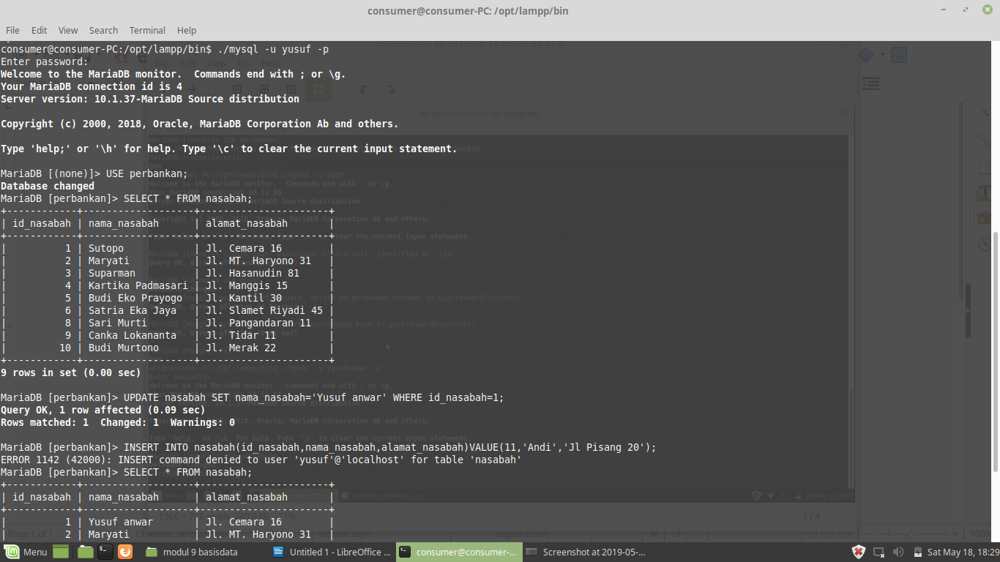 consumer@consumer-PC: /opt/lampp/bin
File Edit View Search Terminal Help
Screenshot at 2019-05-17 09-02-30.png
consumer@consumer-PC:/opt/lampp/bin$ ./mysql -u yusuf -p
Enter password:
Welcome to the MariaDB monitor.  Commands end with ; or \g.
Your MariaDB connection id is 4
Server version: 10.1.37-MariaDB Source distribution
Copyright (c) 2000, 2018, Oracle, MariaDB Corporation Ab and others.
Type 'help;' or '\h' for help. Type '\c' to clear the current input statement.
MariaDB [(none)]> USE perbankan;
Database changed
MariaDB [perbankan]> SELECT * FROM nasabah;
+------------+-------------------+----------------------+
| id_nasabah | nama_nasabah      | alamat_nasabah       |
+------------+-------------------+----------------------+
|          1 | Sutopo            | Jl. Cemara 16        |
|          2 | Maryati           | Jl. MT. Haryono 31   |
|          3 | Suparman          | Jl. Hasanudin 81     |
|          4 | Kartika Padmasari | Jl. Manggis 15       |
|          5 | Budi Eko Prayogo  | Jl. Kantil 30        |
|          6 | Satria Eka Jaya   | Jl. Slamet Riyadi 45 |
|          8 | Sari Murti        | Jl. Pangandaran 11   |
|          9 | Canka Lokananta   | Jl. Tidar 11         |
|         10 | Budi Murtono      | Jl. Merak 22         |
+------------+-------------------+----------------------+
9 rows in set (0.00 sec)
MariaDB [perbankan]> UPDATE nasabah SET nama_nasabah='Yusuf anwar' WHERE id_nasabah=1;
Query OK, 1 row affected (0.09 sec)
Rows matched: 1  Changed: 1  Warnings: 0
MariaDB [perbankan]> INSERT INTO nasabah(id_nasabah,nama_nasabah,alamat_nasabah)VALUE(11,'Andi','Jl Pisang 20');
ERROR 1142 (42000): INSERT command denied to user 'yusuf'@'localhost' for table 'nasabah'
MariaDB [perbankan]> SELECT * FROM nasabah;
+------------+-------------------+----------------------+
| id_nasabah | nama_nasabah      | alamat_nasabah       |
+------------+-------------------+----------------------+
|          1 | Yusuf anwar       | Jl. Cemara 16        |
|          2 | Maryati           | Jl. MT. Haryono 31   |
Menu modul 9 basisdata Untitled 1 - LibreOffice ... consumer@consumer-... Screenshot at 2019-05-... Sat May 18, 18:29